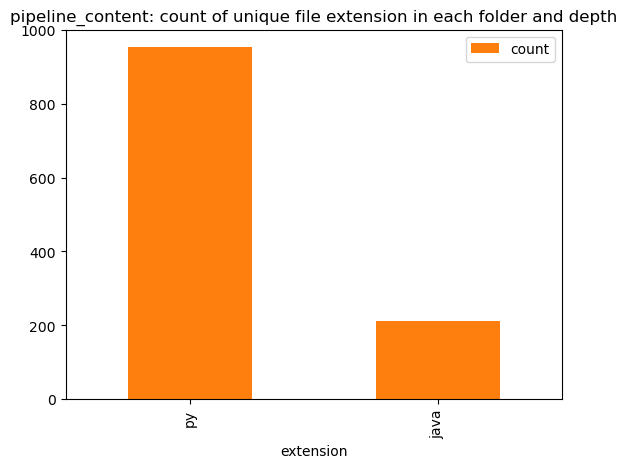 pipeline_content: count of unique file extension in each folder and depth
count
1000
800
600
400
200
0
py
java
extension